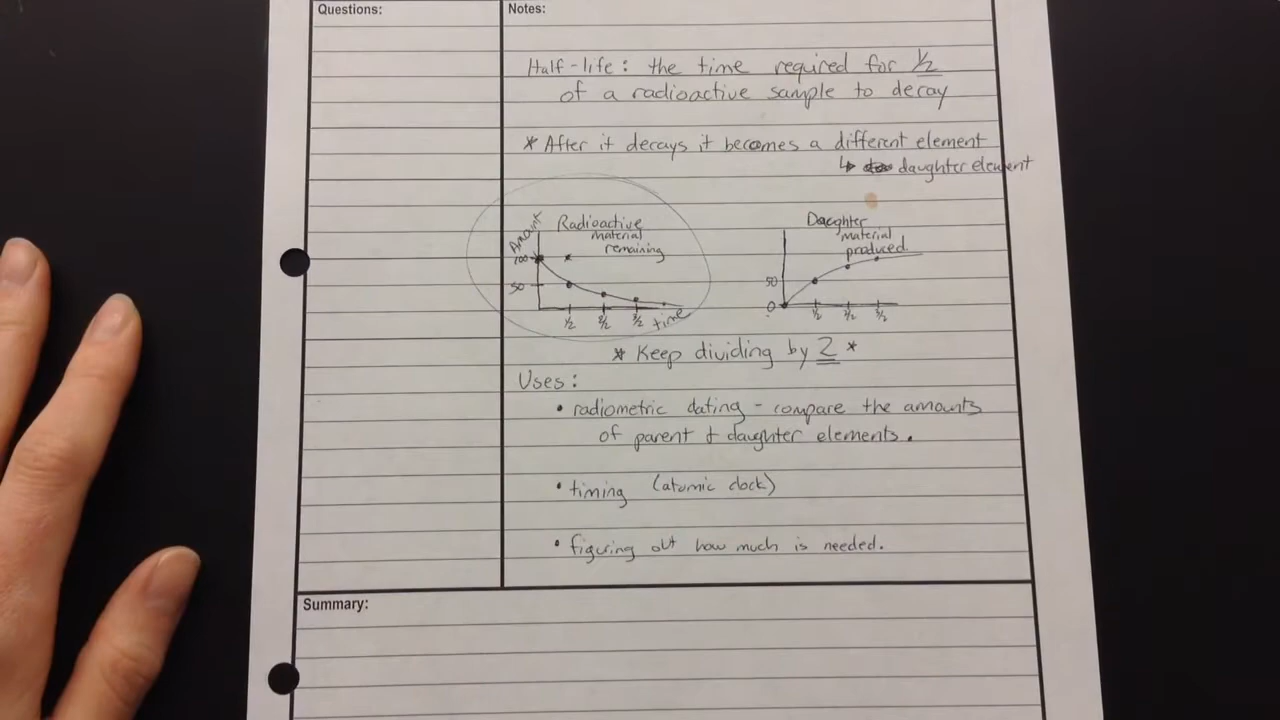 Questions:
Notes:
Half-life: the time required for 1/2
of a radioactive sample to decay
* After it decays it becomes a different element
↳ daughter element
Amount
Radioactive
material
remaining
100
50
1/2 2/2 3/2 time
Daughter
material
produced
50
0
1/2 2/2 3/2
* Keep dividing by 2 *
Uses:
• radiometric dating - compare the amounts
of parent & daughter elements.
• timing (atomic clock)
• figuring out how much is needed.
Summary: